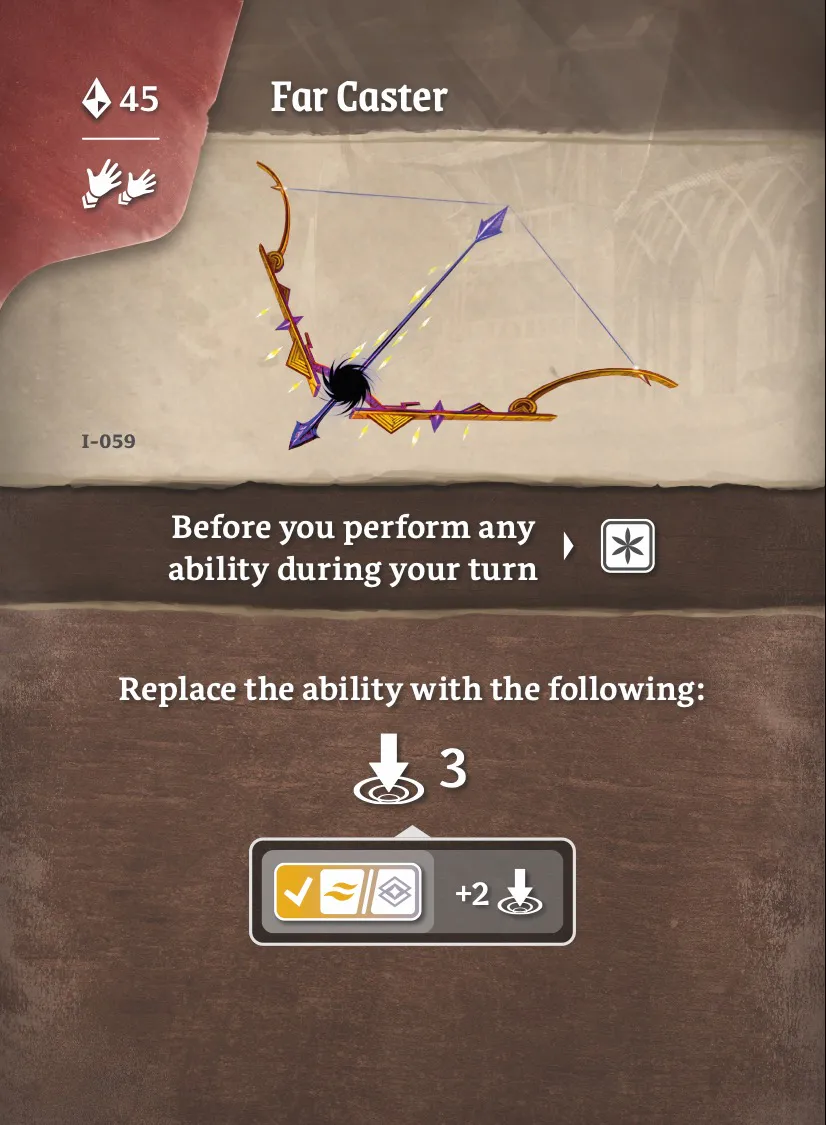 45
Far Caster
I-059
Before you perform any
ability during your turn
Replace the ability with the following:
3
+2